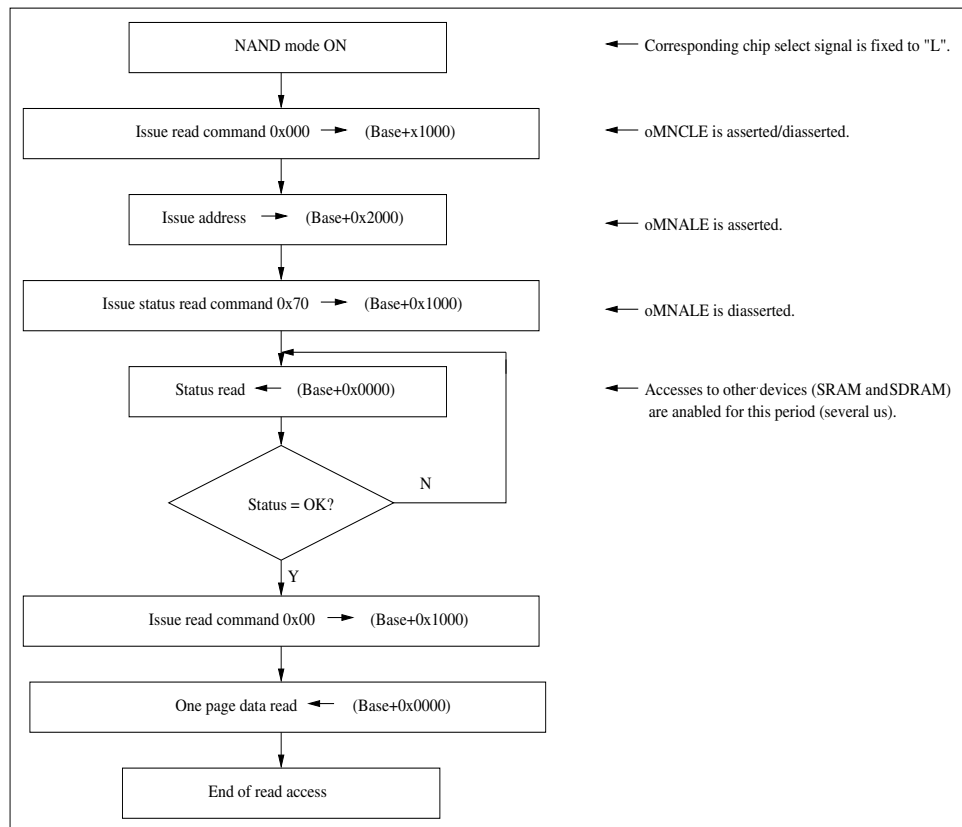 NAND mode ON
Corresponding chip select signal is fixed to "L".
Issue read command 0x000 → (Base+x1000)
oMNCLE is asserted/diasserted.
Issue address → (Base+0x2000)
oMNALE is asserted.
Issue status read command 0x70 → (Base+0x1000)
oMNALE is diasserted.
Status read ← (Base+0x0000)
Accesses to other devices (SRAM and SDRAM)
are anabled for this period (several us).
Status = OK?
N
Y
Issue read command 0x00 → (Base+0x1000)
One page data read ← (Base+0x0000)
End of read access